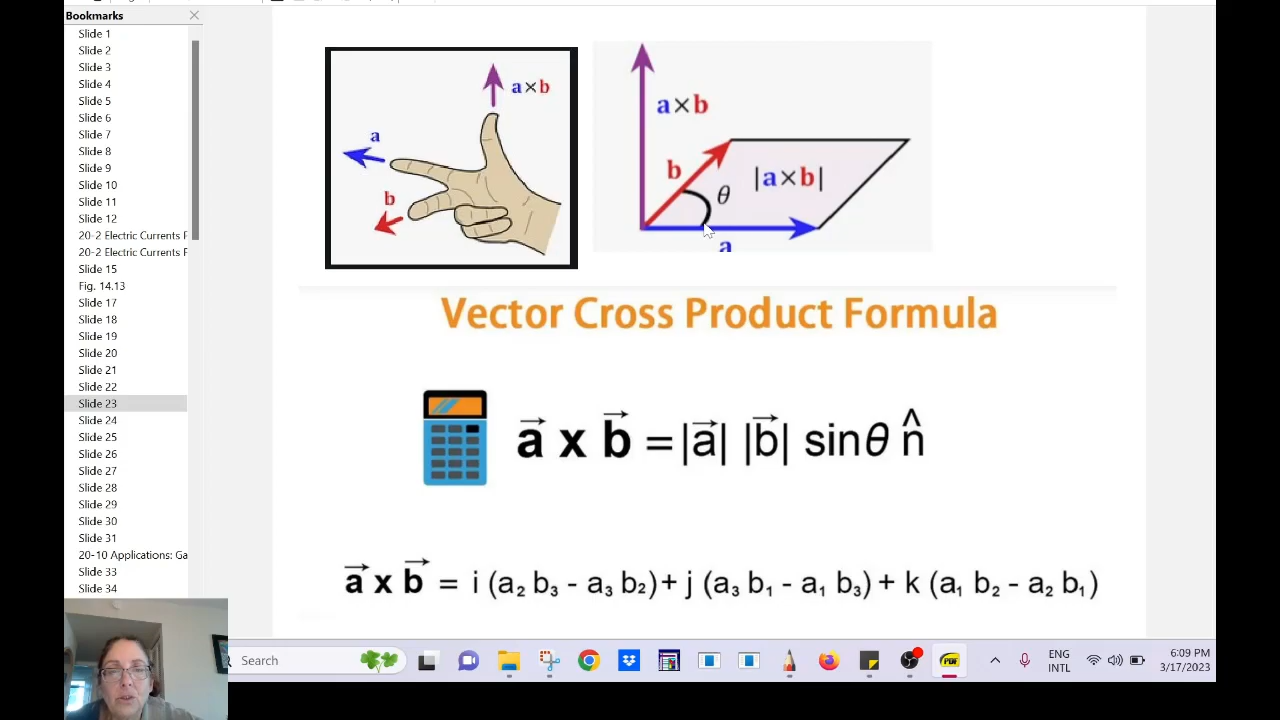 Bookmarks
Slide 1
Slide 2
Slide 3
Slide 4
Slide 5
Slide 6
Slide 7
Slide 8
Slide 9
Slide 10
Slide 11
Slide 12
20-2 Electric Currents F
20-2 Electric Currents F
Slide 15
Fig. 14.13
Slide 17
Slide 18
Slide 19
Slide 20
Slide 21
Slide 22
Slide 23
Slide 24
Slide 25
Slide 26
Slide 27
Slide 28
Slide 29
Slide 30
Slide 31
20-10 Applications: Ga
Slide 33
Slide 34
a×b
a
b
a×b
b
θ
|a×b|
a
Vector Cross Product Formula
a⃗ x b⃗ = |a⃗| |b⃗| sinθ n̂
a⃗ x b⃗ = i (a₂ b₃ - a₃ b₂) + j (a₃ b₁ - a₁ b₃) + k (a₁ b₂ - a₂ b₁)
Search
PDF
ENG
INTL
6:09 PM
3/17/2023